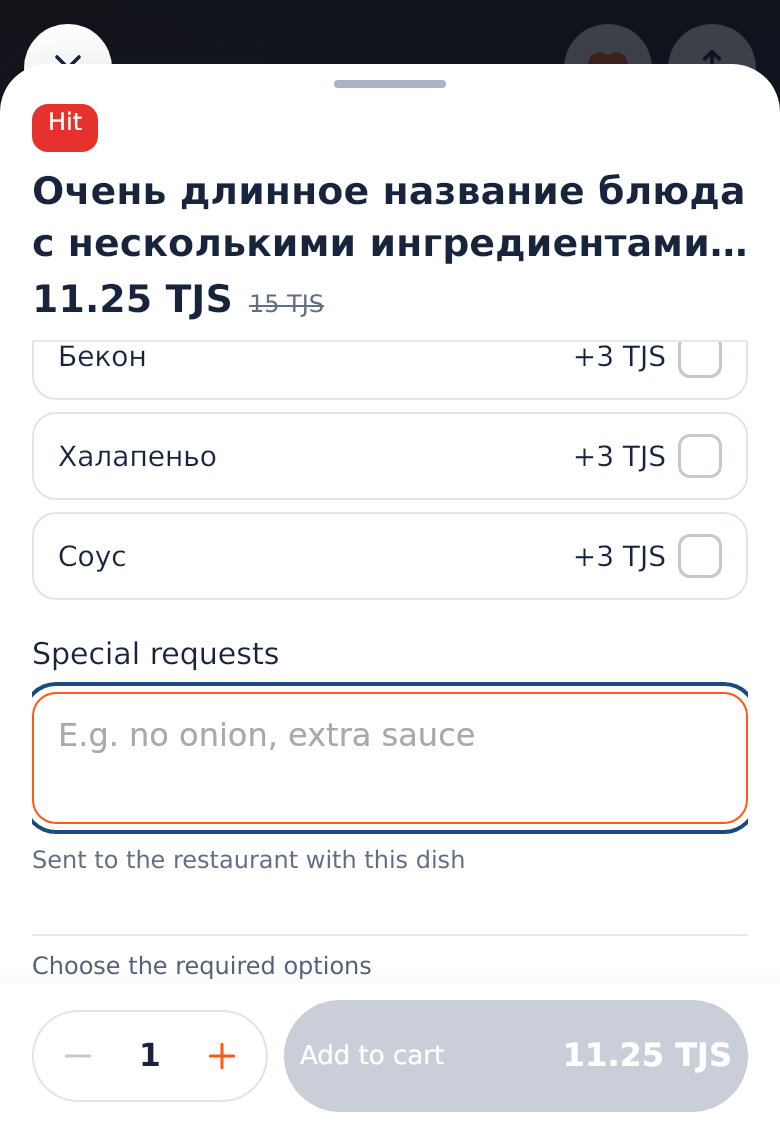 Hit
Очень длинное название блюда
с несколькими ингредиентами…
11.25 TJS 15 TJS
Бекон +3 TJS
Халапеньо +3 TJS
Соус +3 TJS
Special requests
E.g. no onion, extra sauce
Sent to the restaurant with this dish
Choose the required options
1 Add to cart 11.25 TJS